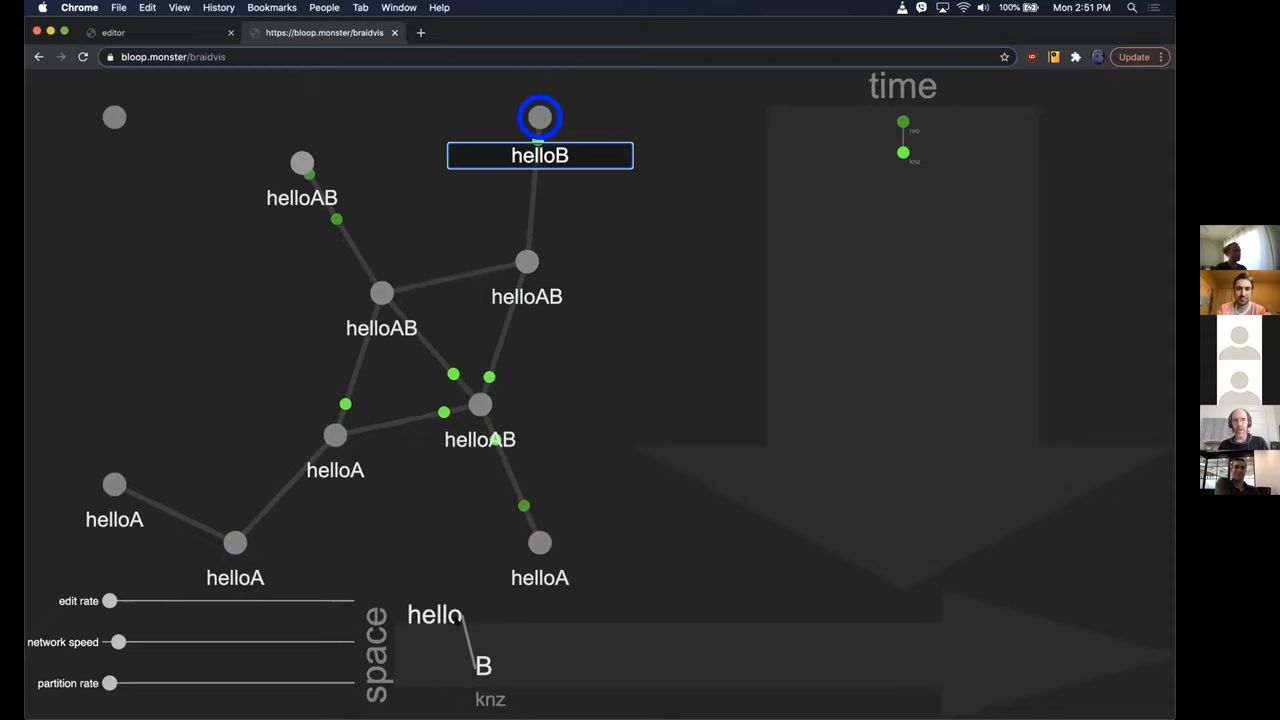 Chrome File Edit View History Bookmarks People Tab Window Help 100% Mon 2:51 PM
editor
https://bloop.monster/braidvis
bloop.monster/braidvis
Update
time
roo
knz
helloB
helloAB
helloAB
helloAB
helloAB
helloA
helloA
helloA
helloA
edit rate
network speed
partition rate
space
hello
B
knz